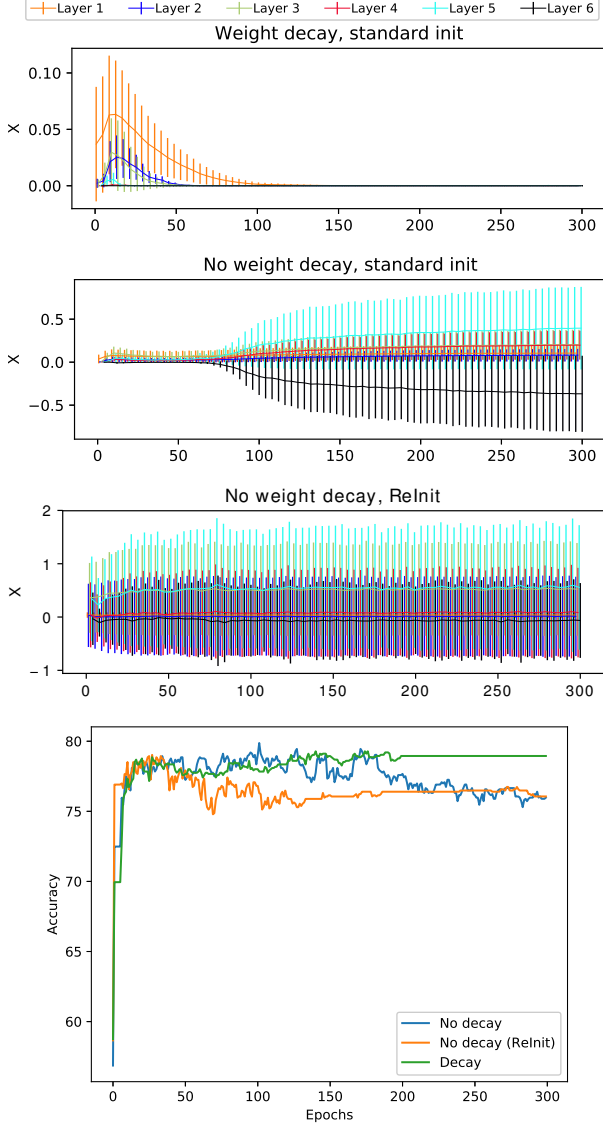 Layer 1 Layer 2 Layer 3 Layer 4 Layer 5 Layer 6
Weight decay, standard init
0.10
0.05
0.00
X
0 50 100 150 200 250 300
No weight decay, standard init
0.5
0.0
−0.5
X
0 50 100 150 200 250 300
No weight decay, ReInit
2
1
0
−1
X
0 50 100 150 200 250 300
80
75
70
65
60
Accuracy
No decay
No decay (ReInit)
Decay
0 50 100 150 200 250 300
Epochs